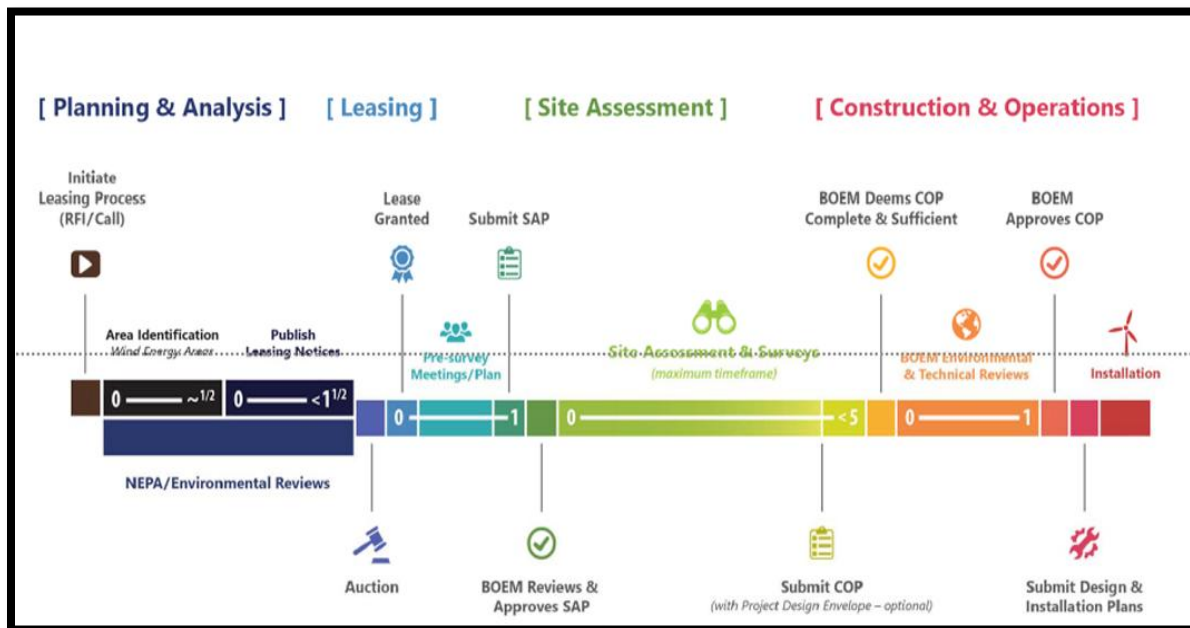 [ Planning & Analysis ]
[ Leasing ]
[ Site Assessment ]
[ Construction & Operations ]
Initiate
Leasing Process
(RFI/Call)
Lease
Granted
Submit SAP
BOEM Deems COP
Complete & Sufficient
BOEM
Approves COP
Area Identification
Wind Energy Areas
Publish
Leasing Notices
Pre-survey
Meetings/Plan
Site Assessment & Surveys
(maximum timeframe)
BOEM Environmental
& Technical Reviews
Installation
0 ~1/2
0 <1 1/2
0 1
0 <5
0 1
NEPA/Environmental Reviews
Auction
BOEM Reviews &
Approves SAP
Submit COP
(with Project Design Envelope – optional)
Submit Design &
Installation Plans